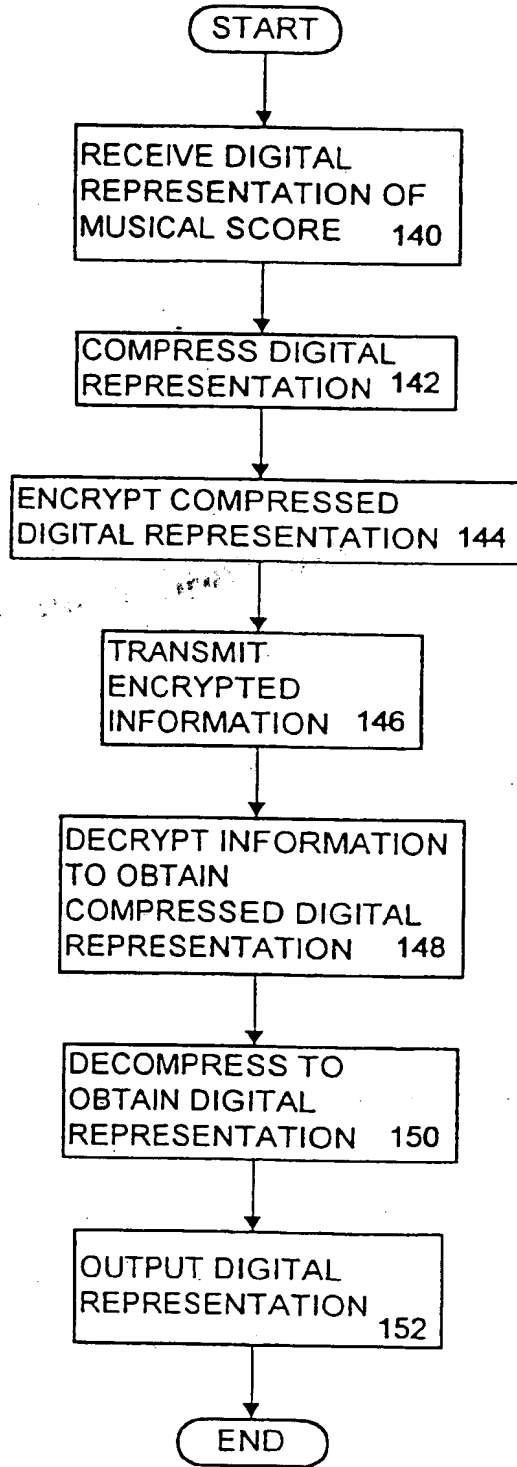 START
RECEIVE DIGITAL
REPRESENTATION OF
MUSICAL SCORE 140
COMPRESS DIGITAL
REPRESENTATION 142
ENCRYPT COMPRESSED
DIGITAL REPRESENTATION 144
TRANSMIT
ENCRYPTED
INFORMATION 146
DECRYPT INFORMATION
TO OBTAIN
COMPRESSED DIGITAL
REPRESENTATION 148
DECOMPRESS TO
OBTAIN DIGITAL
REPRESENTATION 150
OUTPUT DIGITAL
REPRESENTATION
152
END